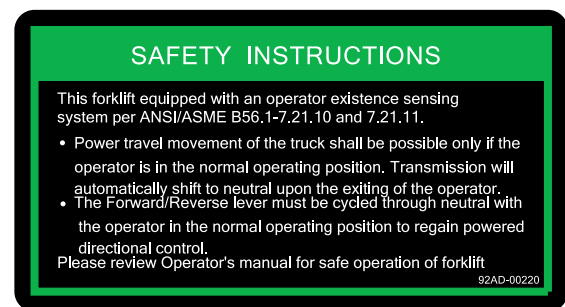 SAFETY INSTRUCTIONS
This forklift equipped with an operator existence sensing
system per ANSI/ASME B56.1-7.21.10 and 7.21.11.
• Power travel movement of the truck shall be possible only if the
operator is in the normal operating position. Transmission will
automatically shift to neutral upon the exiting of the operator.
• The Forward/Reverse lever must be cycled through neutral with
the operator in the normal operating position to regain powered
directional control.
Please review Operator's manual for safe operation of forklift
92AD-00220